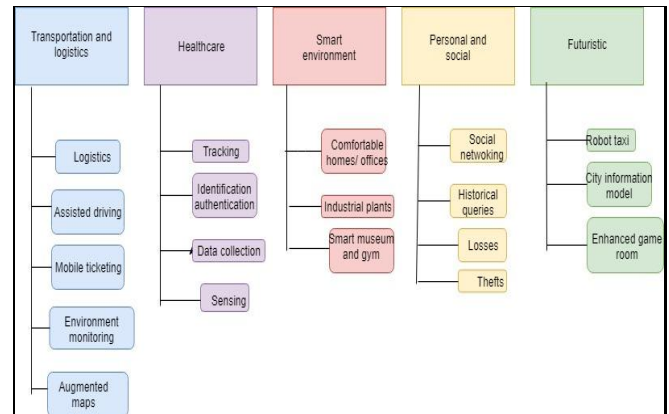 Transportation and
logistics
Logistics
Assisted driving
Mobile ticketing
Environment
monitoring
Augmented
maps
Healthcare
Tracking
Identification
authentication
Data collection
Sensing
Smart
environment
Comfortable
homes/ offices
Industrial plants
Smart museum
and gym
Personal and
social
Social
netwoking
Historical
queries
Losses
Thefts
Futuristic
Robot taxi
City information
model
Enhanced game
room